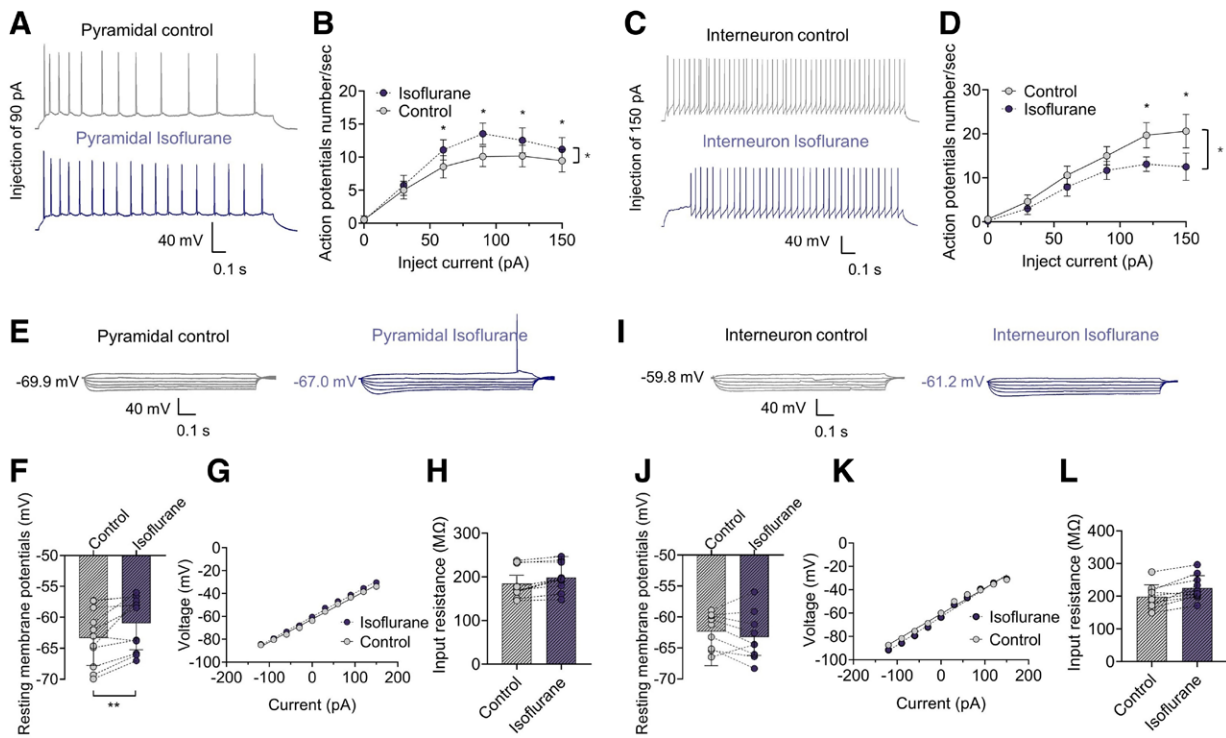 A
Pyramidal control
Injection of 90 pA
Pyramidal Isoflurane
40 mV
0.1 s
B
Action potentials number/sec
20
15
10
5
0
Isoflurane
Control
* * * *
*
0 50 100 150
Inject current (pA)
C
Interneuron control
Injection of 150 pA
Interneuron Isoflurane
40 mV
0.1 s
D
Action potentials number/sec
30
20
10
0
Control
Isoflurane
* *
*
0 50 100 150
Inject current (pA)
E
Pyramidal control
Pyramidal Isoflurane
-69.9 mV
-67.0 mV
40 mV
0.1 s
I
Interneuron control
Interneuron Isoflurane
-59.8 mV
-61.2 mV
40 mV
0.1 s
F
Resting membrane potentials (mV)
Control
Isoflurane
-50
-55
-60
-65
-70
**
G
Voltage (mV)
0
-20
-40
-60
-80
-100
Isoflurane
Control
-200 -100 0 100 200
Current (pA)
H
Input resistance (MΩ)
300
200
100
0
Control
Isoflurane
J
Resting membrane potentials (mV)
Control
Isoflurane
-50
-55
-60
-65
-70
K
Voltage (mV)
0
-20
-40
-60
-80
-100
Isoflurane
Control
-200 -100 0 100 200
Current (pA)
L
Input resistance (MΩ)
400
300
200
100
0
Control
Isoflurane